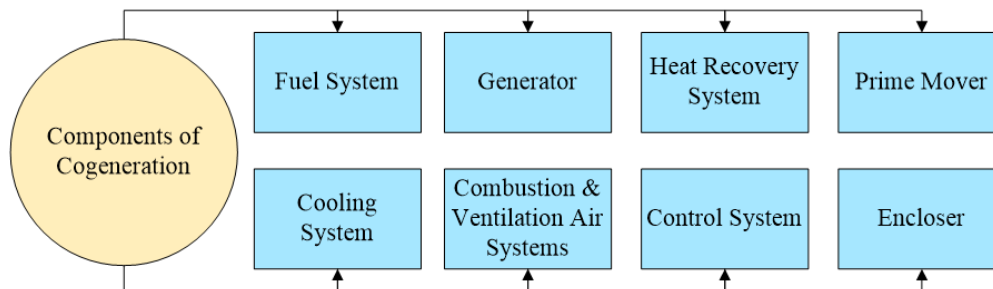 Components of
Cogeneration
Fuel System
Generator
Heat Recovery
System
Prime Mover
Cooling
System
Combustion &
Ventilation Air
Systems
Control System
Encloser